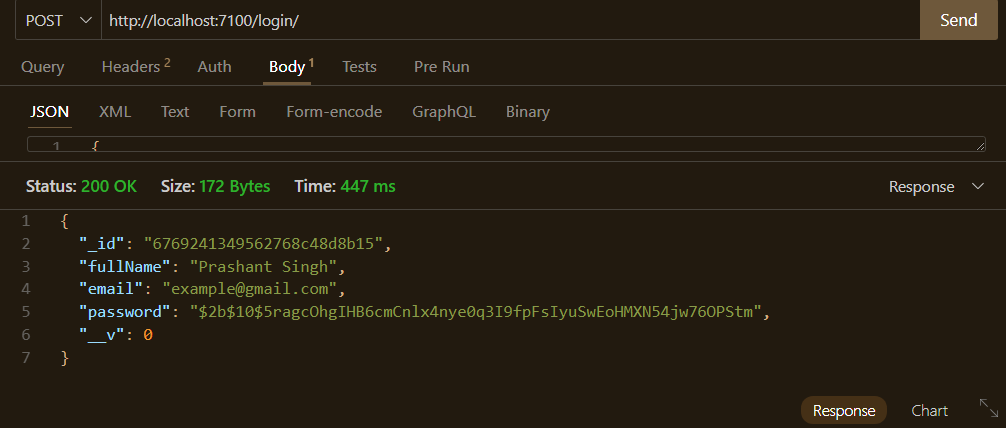 POST http://localhost:7100/login/ Send
Query Headers 2 Auth Body 1 Tests Pre Run
JSON XML Text Form Form-encode GraphQL Binary
1 {
Status: 200 OK Size: 172 Bytes Time: 447 ms Response
1 {
2 "_id": "6769241349562768c48d8b15",
3 "fullName": "Prashant Singh",
4 "email": "example@gmail.com",
5 "password": "$2b$10$5ragcOhgIHB6cmCnlx4nye0q3I9fpFsIyuSwEoHMXN54jw76OPStm",
6 "__v": 0
7 }
Response Chart